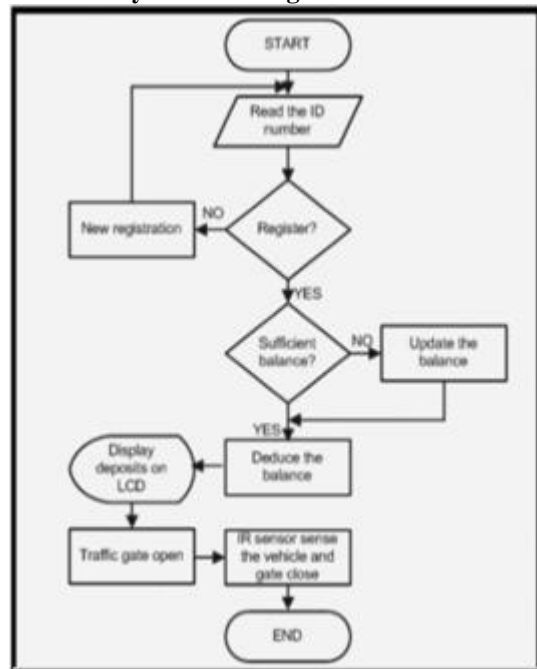 START
Read the ID
number
NO
New registration
Register?
YES
Sufficient
balance?
NO
Update the
balance
YES
Display
deposits on
LCD
Deduce the
balance
Traffic gate open
IR sensor sense
the vehicle and
gate close
END